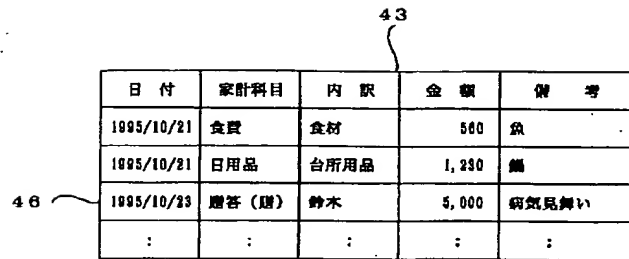 43
日 付 家計科目 内 訳 金 額 備 考
1995/10/21 食費 食材 560 魚
1995/10/21 日用品 台所用品 1,230 鍋
46 1995/10/23 贈答（贈） 鈴木 5,000 病気見舞い
： ： ： ： ：